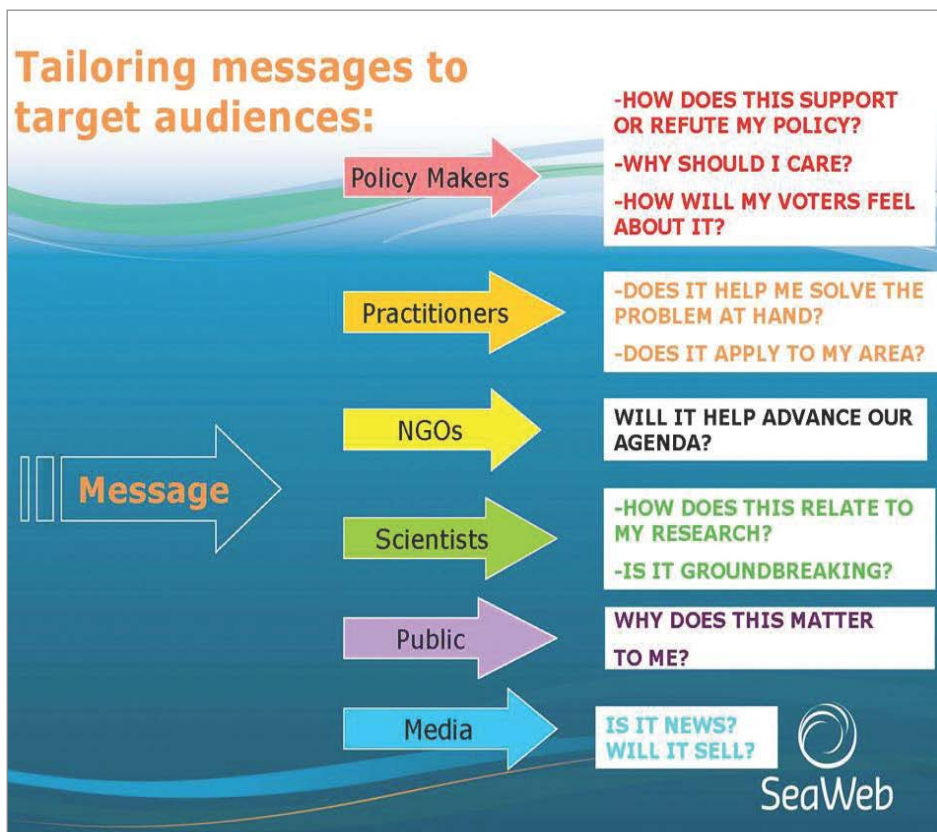 Tailoring messages to
target audiences:
Message
Policy Makers
-HOW DOES THIS SUPPORT
OR REFUTE MY POLICY?
-WHY SHOULD I CARE?
-HOW WILL MY VOTERS FEEL
ABOUT IT?
Practitioners
-DOES IT HELP ME SOLVE THE
PROBLEM AT HAND?
-DOES IT APPLY TO MY AREA?
NGOs
WILL IT HELP ADVANCE OUR
AGENDA?
Scientists
-HOW DOES THIS RELATE TO
MY RESEARCH?
-IS IT GROUNDBREAKING?
Public
WHY DOES THIS MATTER
TO ME?
Media
IS IT NEWS?
WILL IT SELL?
SeaWeb